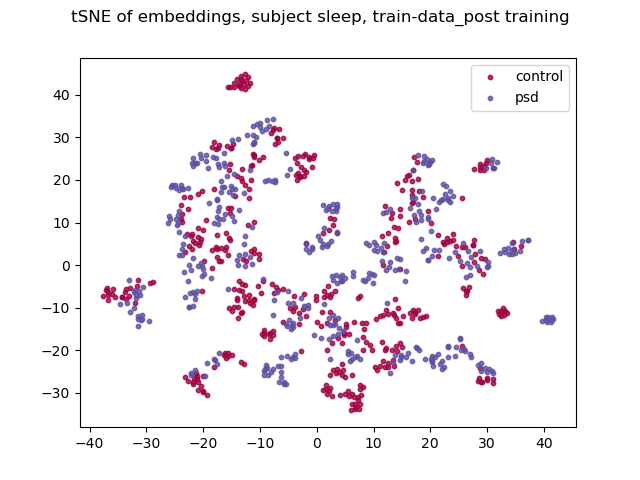 tSNE of embeddings, subject sleep, train-data_post training
control
psd
40
30
20
10
0
−10
−20
−30
−40 −30 −20 −10 0 10 20 30 40